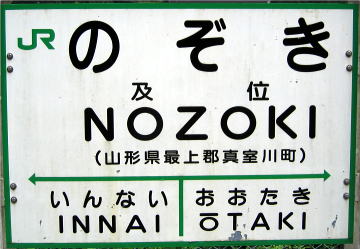 JR のぞき
及位
NOZOKI
(山形県最上郡真室川町)
いんない おおたき
INNAI ŌTAKI